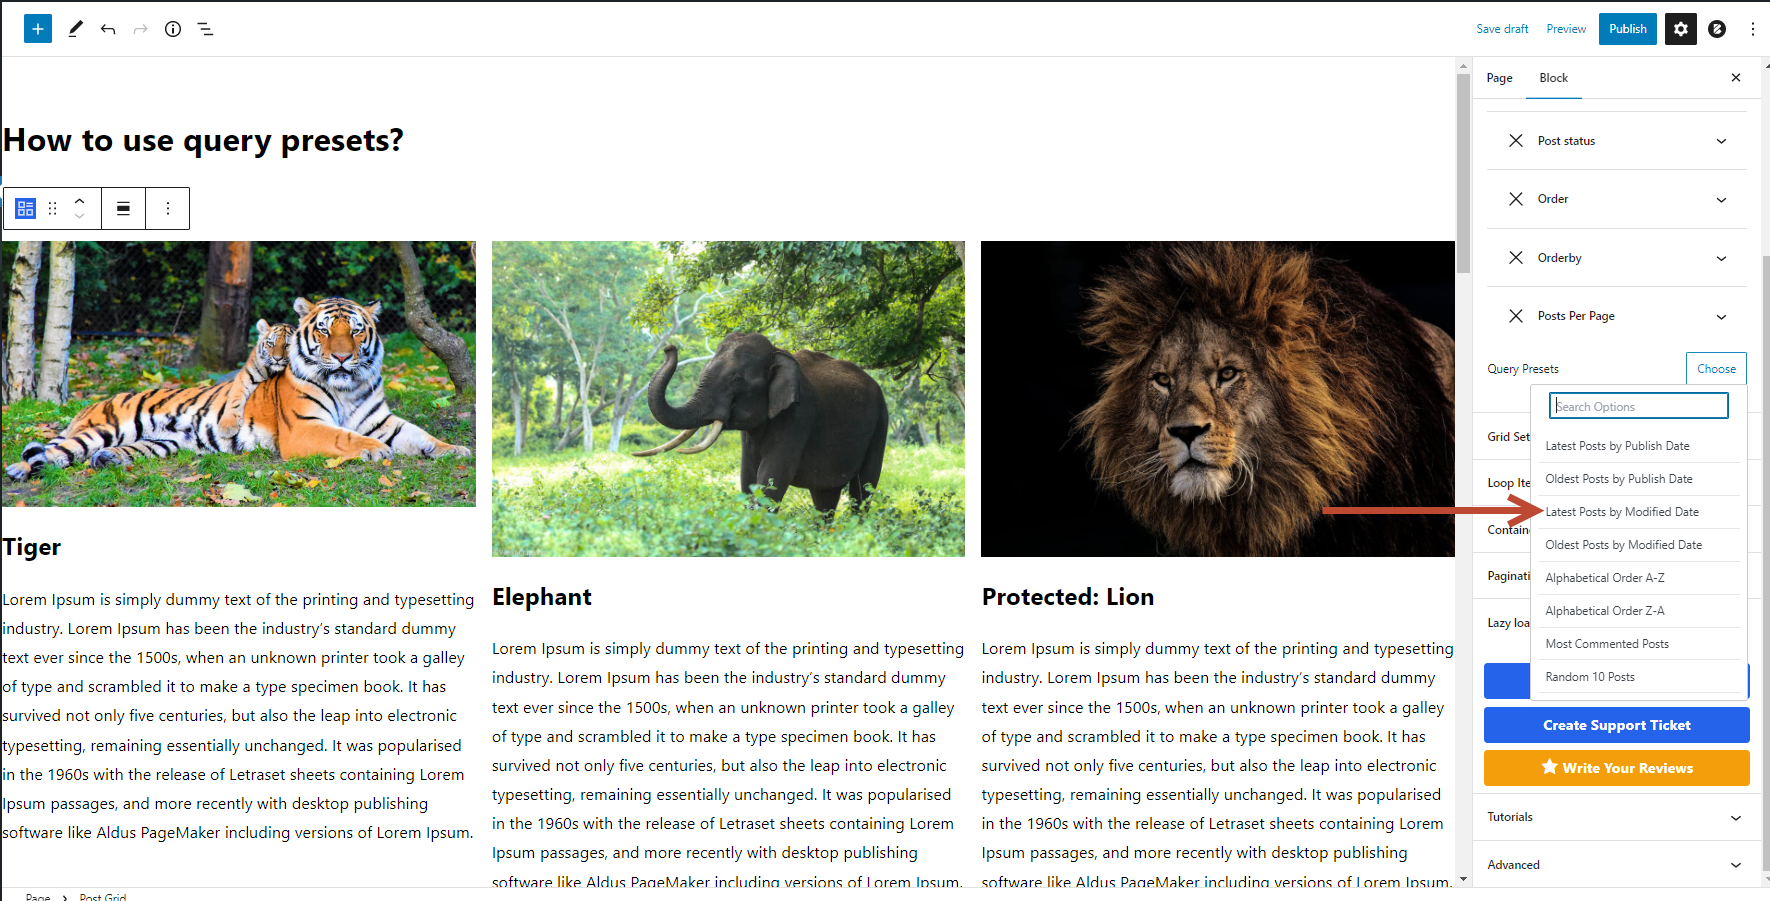 Save draft
Preview
Publish
Page
Block
How to use query presets?
Post status
Order
Orderby
Posts Per Page
Query Presets
Choose
Search Options
Latest Posts by Publish Date
Oldest Posts by Publish Date
Latest Posts by Modified Date
Oldest Posts by Modified Date
Alphabetical Order A-Z
Alphabetical Order Z-A
Most Commented Posts
Random 10 Posts
Grid Set
Loop Ite
Contain
Paginati
Lazy loa
Create Support Ticket
Write Your Reviews
Tutorials
Advanced
Tiger
Lorem Ipsum is simply dummy text of the printing and typesetting
industry. Lorem Ipsum has been the industry's standard dummy
text ever since the 1500s, when an unknown printer took a galley
of type and scrambled it to make a type specimen book. It has
survived not only five centuries, but also the leap into electronic
typesetting, remaining essentially unchanged. It was popularised
in the 1960s with the release of Letraset sheets containing Lorem
Ipsum passages, and more recently with desktop publishing
software like Aldus PageMaker including versions of Lorem Ipsum.
Elephant
Lorem Ipsum is simply dummy text of the printing and typesetting
industry. Lorem Ipsum has been the industry's standard dummy
text ever since the 1500s, when an unknown printer took a galley
of type and scrambled it to make a type specimen book. It has
survived not only five centuries, but also the leap into electronic
typesetting, remaining essentially unchanged. It was popularised
in the 1960s with the release of Letraset sheets containing Lorem
Ipsum passages, and more recently with desktop publishing
software like Aldus PageMaker including versions of Lorem Ipsum.
Protected: Lion
Lorem Ipsum is simply dummy text of the printing and typesetting
industry. Lorem Ipsum has been the industry's standard dummy
text ever since the 1500s, when an unknown printer took a galley
of type and scrambled it to make a type specimen book. It has
survived not only five centuries, but also the leap into electronic
typesetting, remaining essentially unchanged. It was popularised
in the 1960s with the release of Letraset sheets containing Lorem
Ipsum passages, and more recently with desktop publishing
software like Aldus PageMaker including versions of Lorem Ipsum.
Page
Post Grid